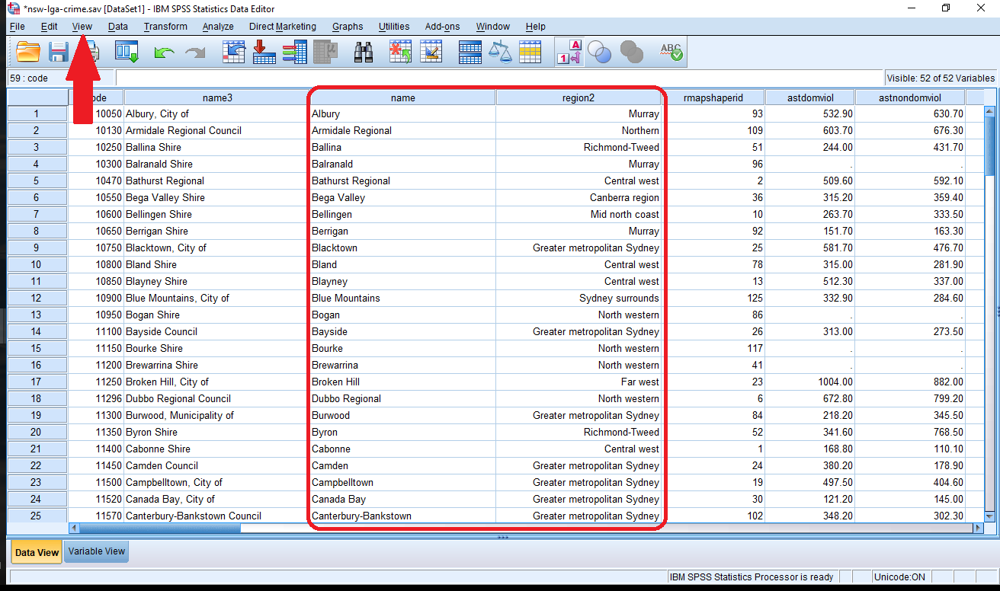 *nsw-lga-crime.sav [DataSet1] - IBM SPSS Statistics Data Editor
File Edit View Data Transform Analyze Direct Marketing Graphs Utilities Add-ons Window Help
A
1
ABC
59 : code Visible: 52 of 52 Variables
ode name3 name region2 rmapshaperid astdomviol astnondomviol
1 10050 Albury, City of Albury Murray 93 532.90 630.70
2 10130 Armidale Regional Council Armidale Regional Northern 109 603.70 676.30
3 10250 Ballina Shire Ballina Richmond-Tweed 51 244.00 431.70
4 10300 Balranald Shire Balranald Murray 96 . .
5 10470 Bathurst Regional Bathurst Regional Central west 2 509.60 592.10
6 10550 Bega Valley Shire Bega Valley Canberra region 36 315.20 359.40
7 10600 Bellingen Shire Bellingen Mid north coast 10 263.70 333.50
8 10650 Berrigan Shire Berrigan Murray 92 151.70 163.30
9 10750 Blacktown, City of Blacktown Greater metropolitan Sydney 25 581.70 476.70
10 10800 Bland Shire Bland Central west 78 315.00 281.90
11 10850 Blayney Shire Blayney Central west 13 512.30 337.00
12 10900 Blue Mountains, City of Blue Mountains Sydney surrounds 125 332.90 284.60
13 10950 Bogan Shire Bogan North western 86 . .
14 11100 Bayside Council Bayside Greater metropolitan Sydney 26 313.00 273.50
15 11150 Bourke Shire Bourke North western 117 . .
16 11200 Brewarrina Shire Brewarrina North western 41 . .
17 11250 Broken Hill, City of Broken Hill Far west 23 1004.00 882.00
18 11296 Dubbo Regional Council Dubbo Regional North western 6 672.80 799.20
19 11300 Burwood, Municipality of Burwood Greater metropolitan Sydney 84 218.20 345.50
20 11350 Byron Shire Byron Richmond-Tweed 52 341.60 768.50
21 11400 Cabonne Shire Cabonne Central west 1 168.80 110.10
22 11450 Camden Council Camden Greater metropolitan Sydney 24 380.20 178.90
23 11500 Campbelltown, City of Campbelltown Greater metropolitan Sydney 19 497.50 404.60
24 11520 Canada Bay, City of Canada Bay Greater metropolitan Sydney 30 121.20 145.00
25 11570 Canterbury-Bankstown Council Canterbury-Bankstown Greater metropolitan Sydney 102 348.20 302.30
Data View Variable View
IBM SPSS Statistics Processor is ready Unicode:ON